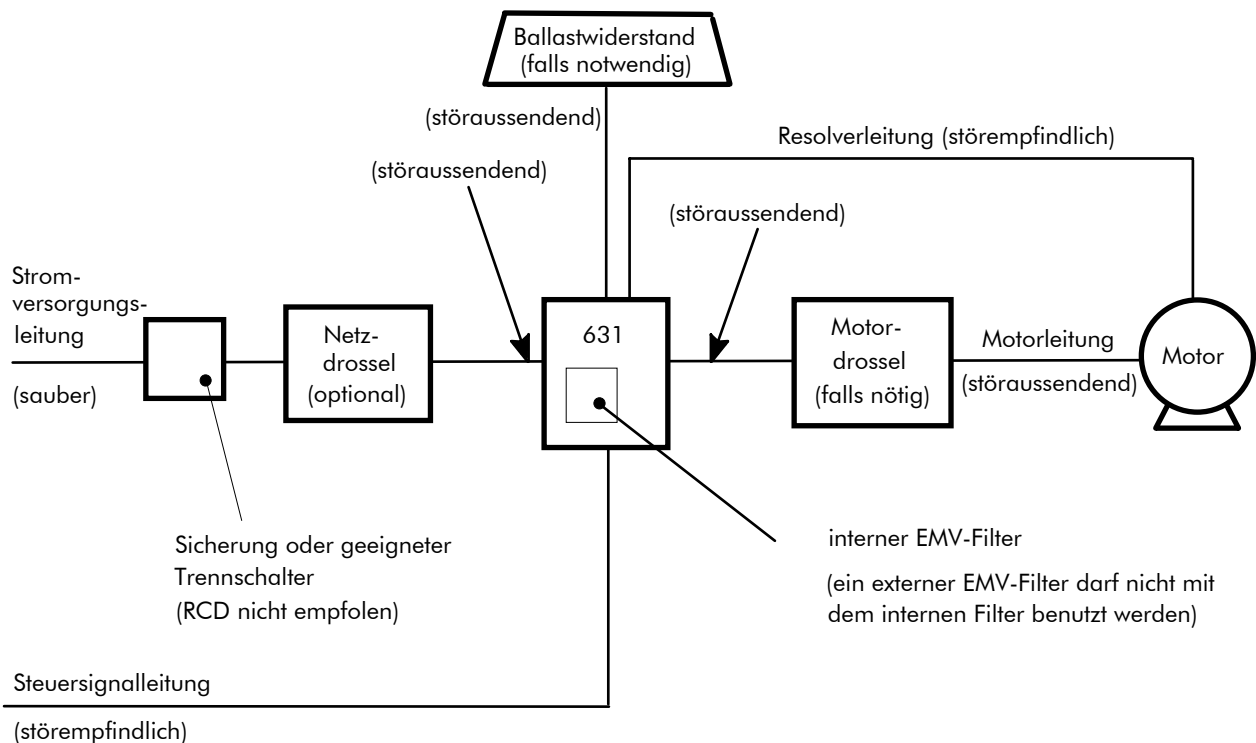 Ballastwiderstand
(falls notwendig)
(störaussendend)
Resolverleitung (störempfindlich)
(störaussendend)
(störaussendend)
Strom-
versorgungs-
leitung
(sauber)
Netz-
drossel
(optional)
631
Motor-
drossel
(falls nötig)
Motorleitung
(störaussendend)
Motor
Sicherung oder geeigneter
Trennschalter
(RCD nicht empfolen)
interner EMV-Filter
(ein externer EMV-Filter darf nicht mit
dem internen Filter benutzt werden)
Steuersignalleitung
(störempfindlich)